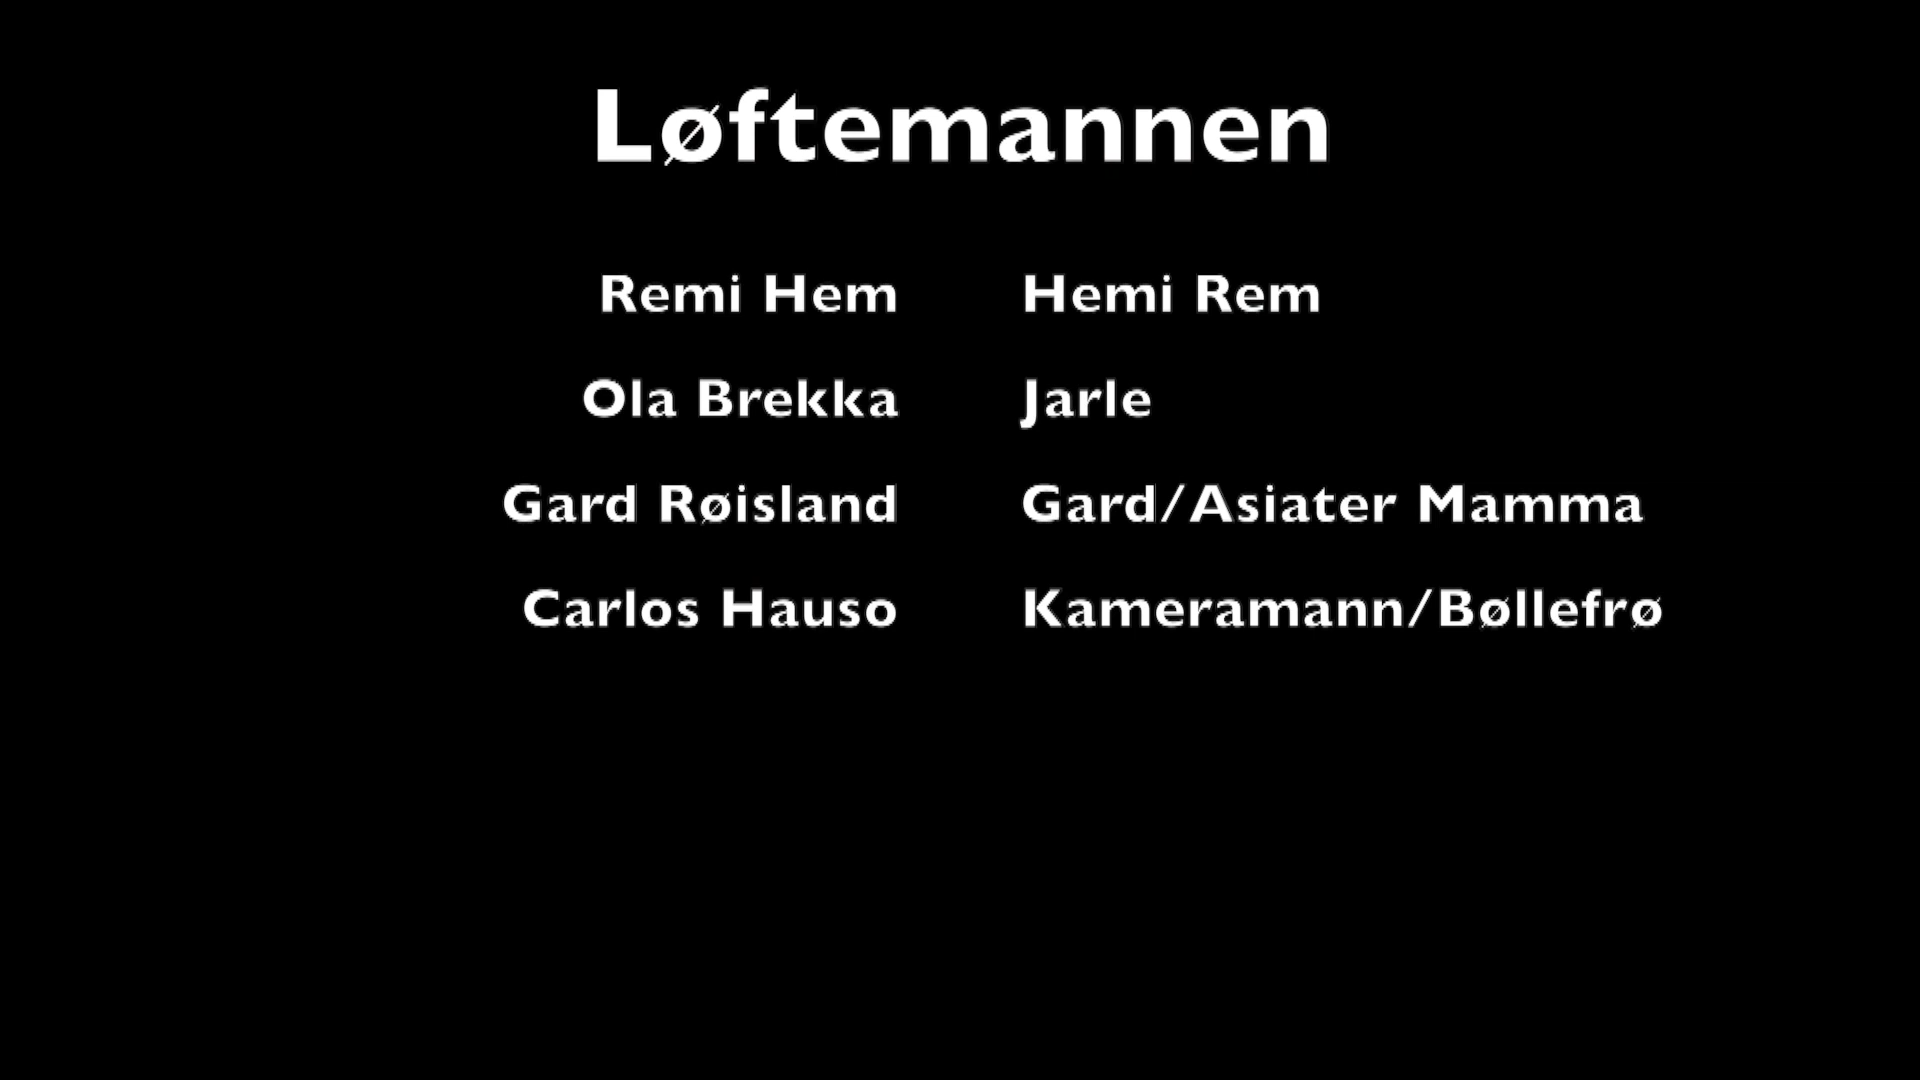 Løftemannen
Remi Hem Hemi Rem
Ola Brekka Jarle
Gard Røisland Gard/Asiater Mamma
Carlos Hauso Kameramann/Bøllefrø